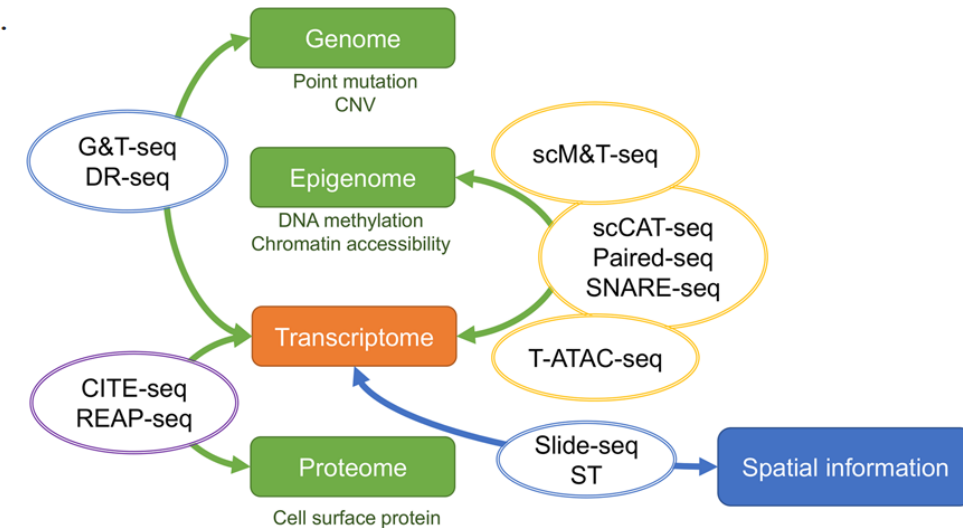 Genome
Point mutation
CNV
G&T-seq
DR-seq
scM&T-seq
Epigenome
DNA methylation
Chromatin accessibility
scCAT-seq
Paired-seq
SNARE-seq
Transcriptome
T-ATAC-seq
CITE-seq
REAP-seq
Slide-seq
ST
Spatial information
Proteome
Cell surface protein